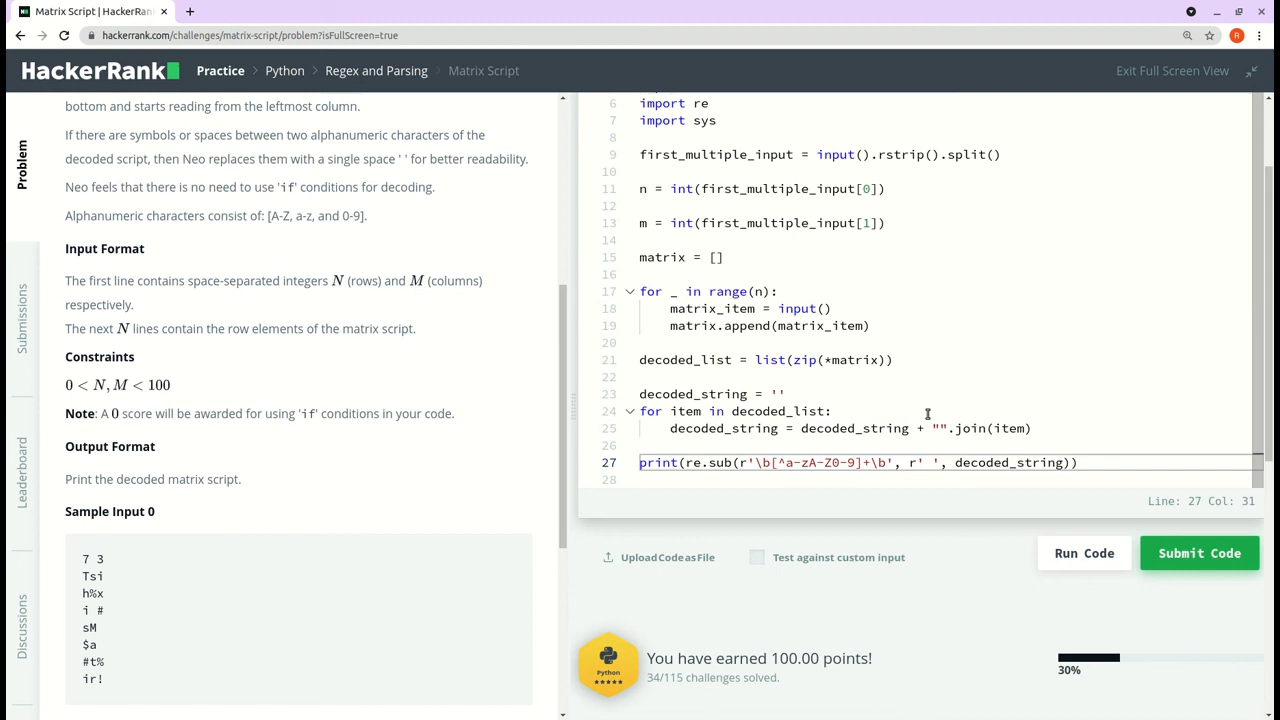 Matrix Script | HackerRan
hackerrank.com/challenges/matrix-script/problem?isFullScreen=true
R
HackerRank
Practice > Python > Regex and Parsing > Matrix Script
Exit Full Screen View
Problem
Submissions
Leaderboard
Discussions
bottom and starts reading from the leftmost column.
If there are symbols or spaces between two alphanumeric characters of the
decoded script, then Neo replaces them with a single space ' ' for better readability.
Neo feels that there is no need to use 'if' conditions for decoding.
Alphanumeric characters consist of: [A-Z, a-z, and 0-9].
Input Format
The first line contains space-separated integers N (rows) and M (columns)
respectively.
The next N lines contain the row elements of the matrix script.
Constraints
0 < N, M < 100
Note: A 0 score will be awarded for using 'if' conditions in your code.
Output Format
Print the decoded matrix script.
Sample Input 0
7 3
Tsi
h%x
i #
sM
$a
#t%
ir!
6 import re
7 import sys
8
9 first_multiple_input = input().rstrip().split()
10
11 n = int(first_multiple_input[0])
12
13 m = int(first_multiple_input[1])
14
15 matrix = []
16
17 for _ in range(n):
18 matrix_item = input()
19 matrix.append(matrix_item)
20
21 decoded_list = list(zip(*matrix))
22
23 decoded_string = ''
24 for item in decoded_list:
25 decoded_string = decoded_string + "".join(item)
26
27 print(re.sub(r'\b[^a-zA-Z0-9]+\b', r' ', decoded_string))
28
Line: 27 Col: 31
Upload Code as File
Test against custom input
Run Code
Submit Code
Python
You have earned 100.00 points!
34/115 challenges solved.
30%